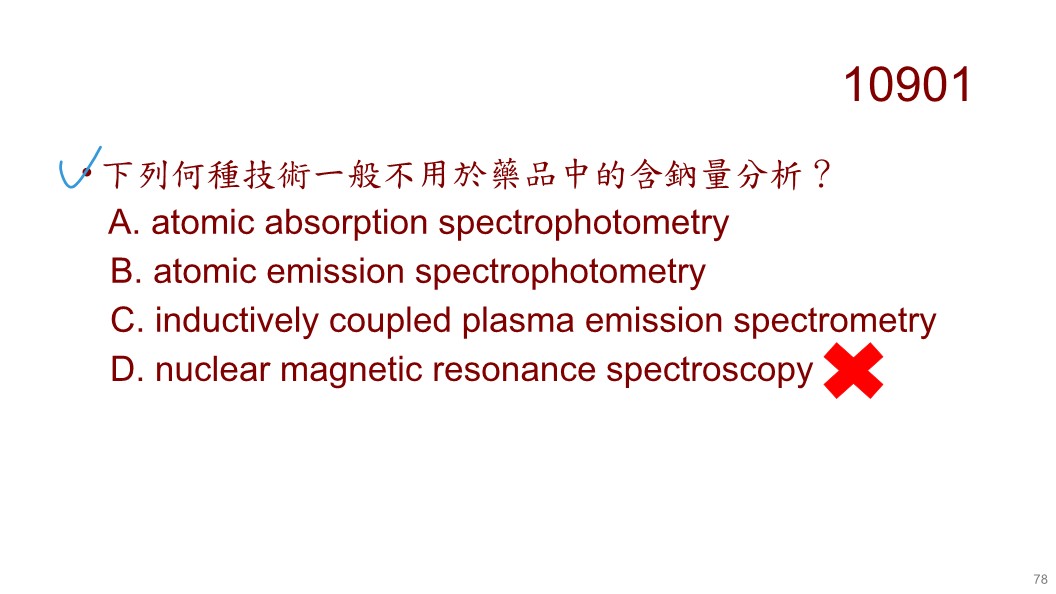 10901
• 下列何種技術一般不用於藥品中的含鈉量分析？
A. atomic absorption spectrophotometry
B. atomic emission spectrophotometry
C. inductively coupled plasma emission spectrometry
D. nuclear magnetic resonance spectroscopy
78